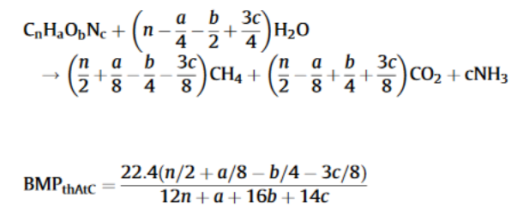 CnHaObNc + (n − a/4 − b/2 + 3c/4) H2O
→ (n/2 + a/8 − b/4 − 3c/8) CH4 + (n/2 − a/8 + b/4 + 3c/8) CO2 + cNH3
BMPthAtC = 22.4(n/2 + a/8 – b/4 – 3c/8) / 12n + a + 16b + 14c